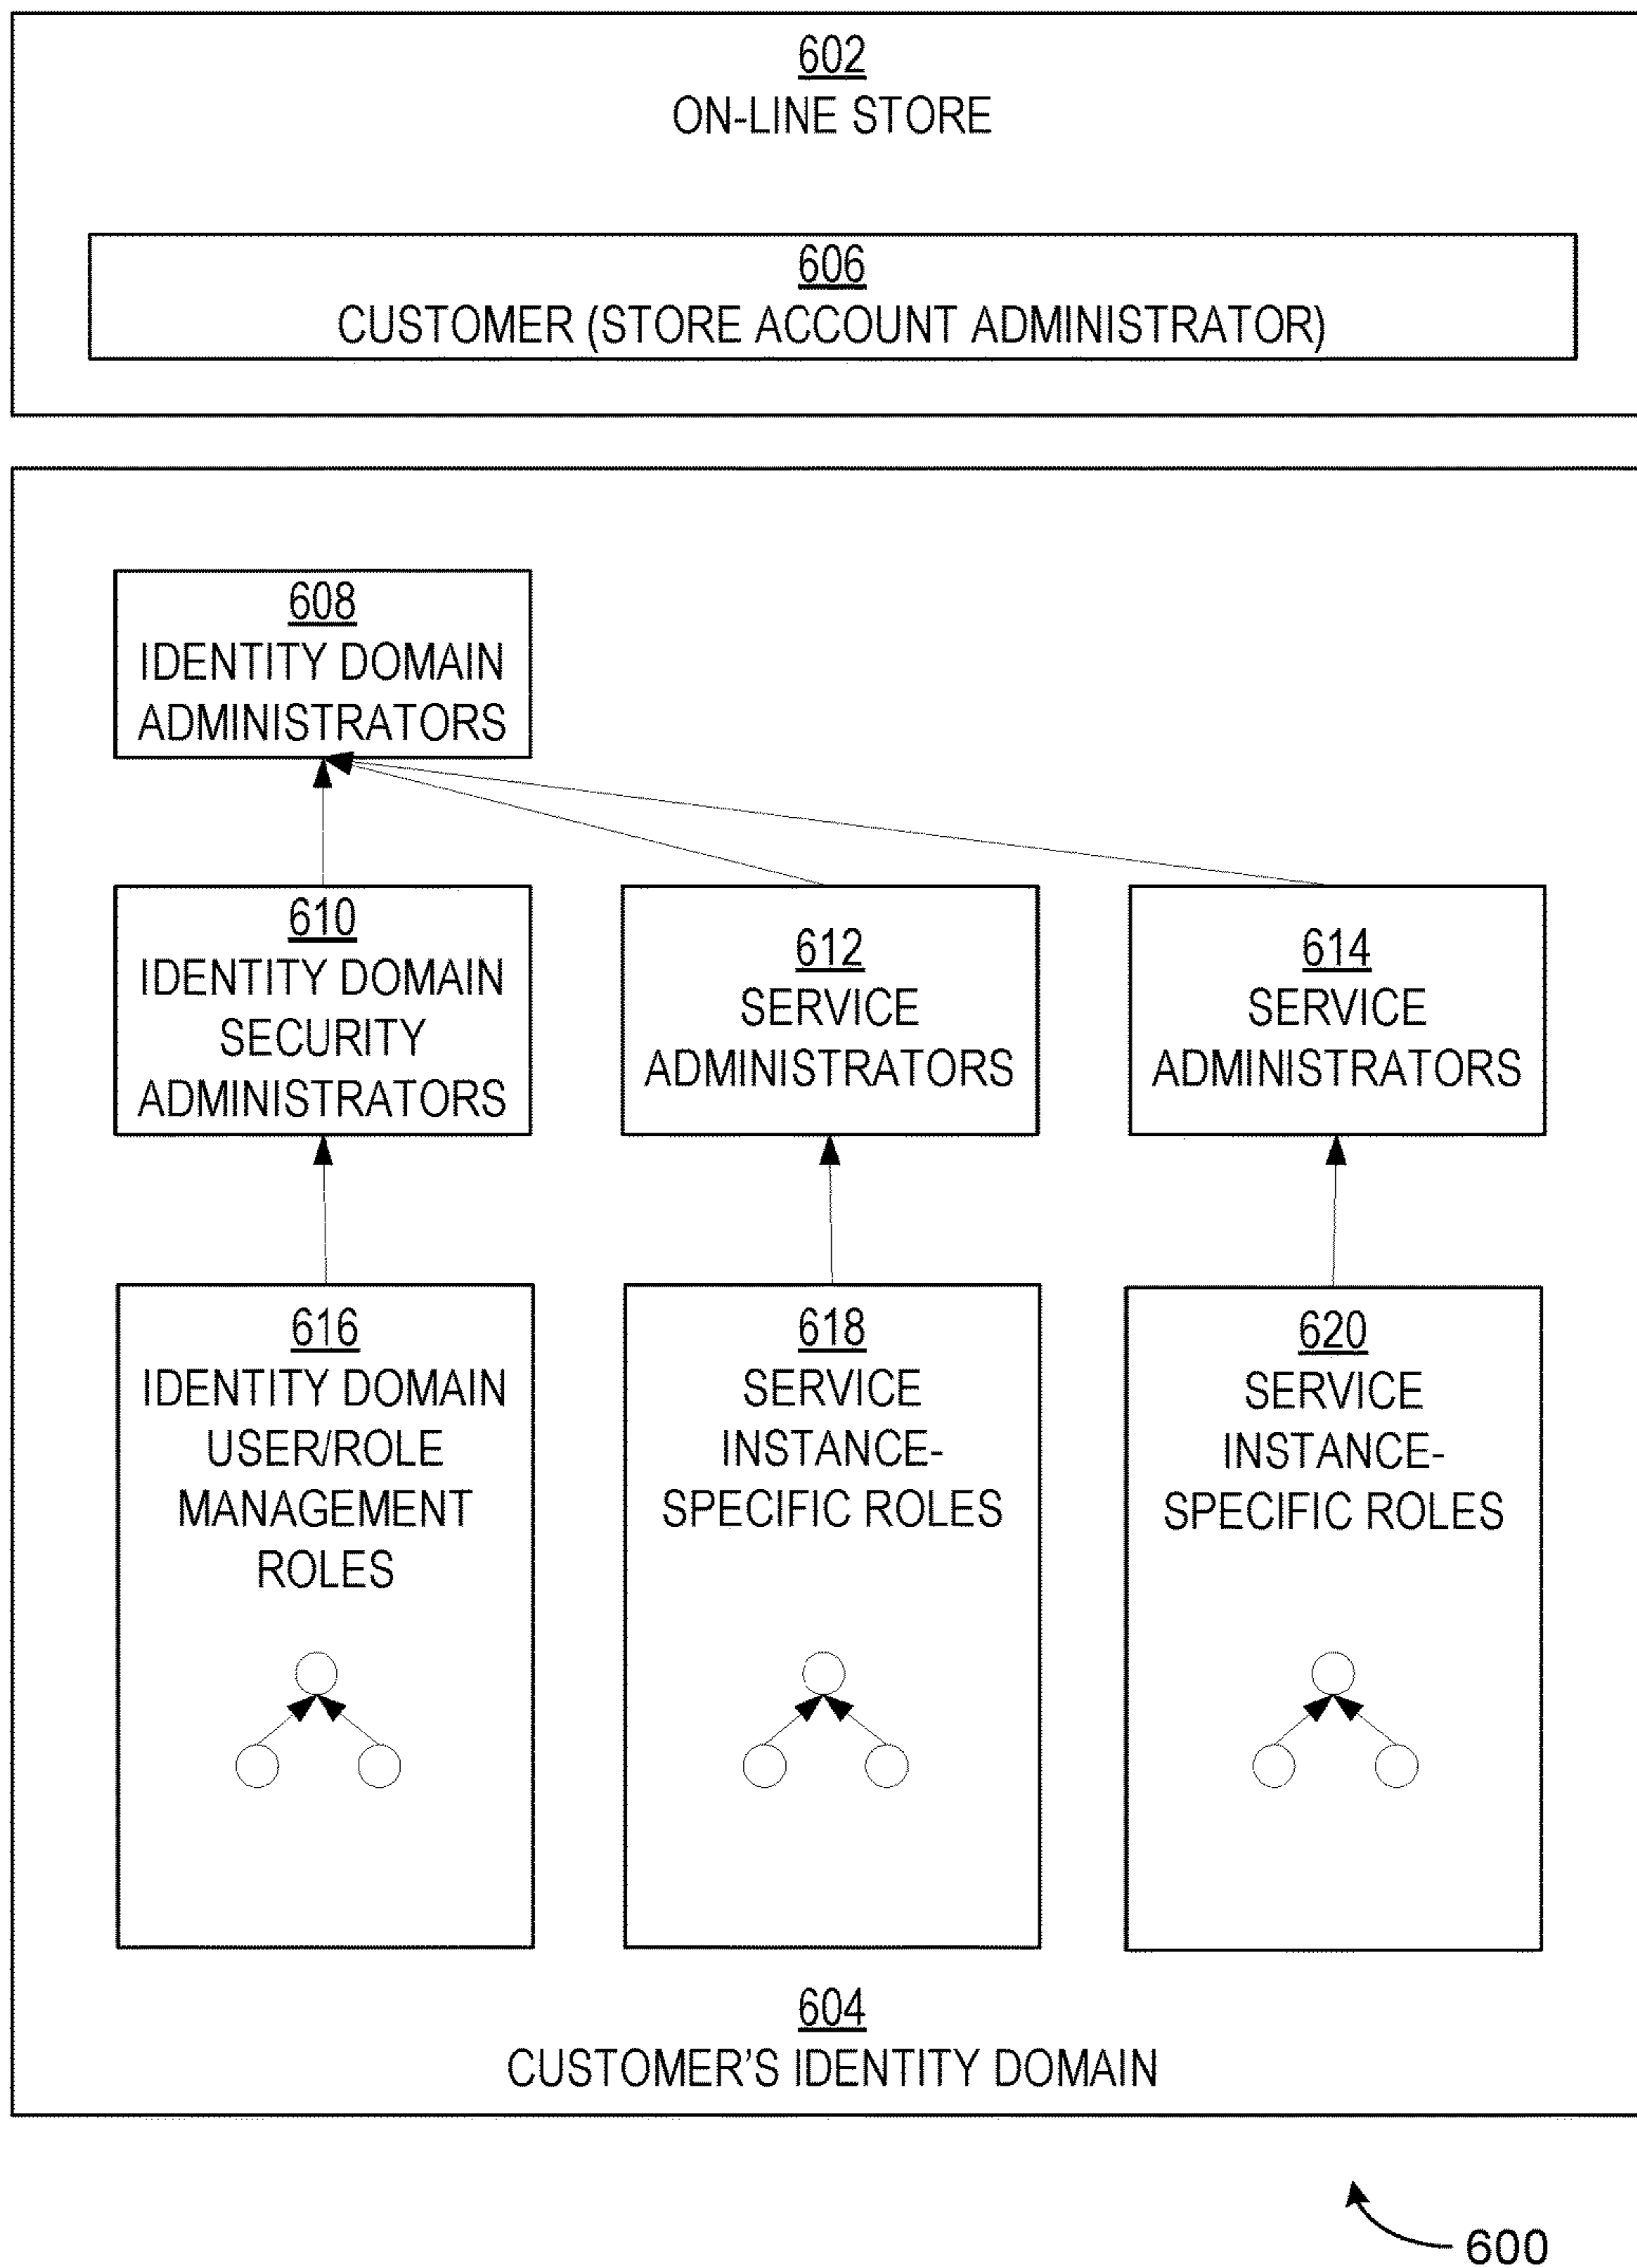 602
ON-LINE STORE
606
CUSTOMER (STORE ACCOUNT ADMINISTRATOR)
608
IDENTITY DOMAIN
ADMINISTRATORS
610
IDENTITY DOMAIN
SECURITY
ADMINISTRATORS
612
SERVICE
ADMINISTRATORS
614
SERVICE
ADMINISTRATORS
616
IDENTITY DOMAIN
USER/ROLE
MANAGEMENT
ROLES
618
SERVICE
INSTANCE-
SPECIFIC ROLES
620
SERVICE
INSTANCE-
SPECIFIC ROLES
604
CUSTOMER'S IDENTITY DOMAIN
600